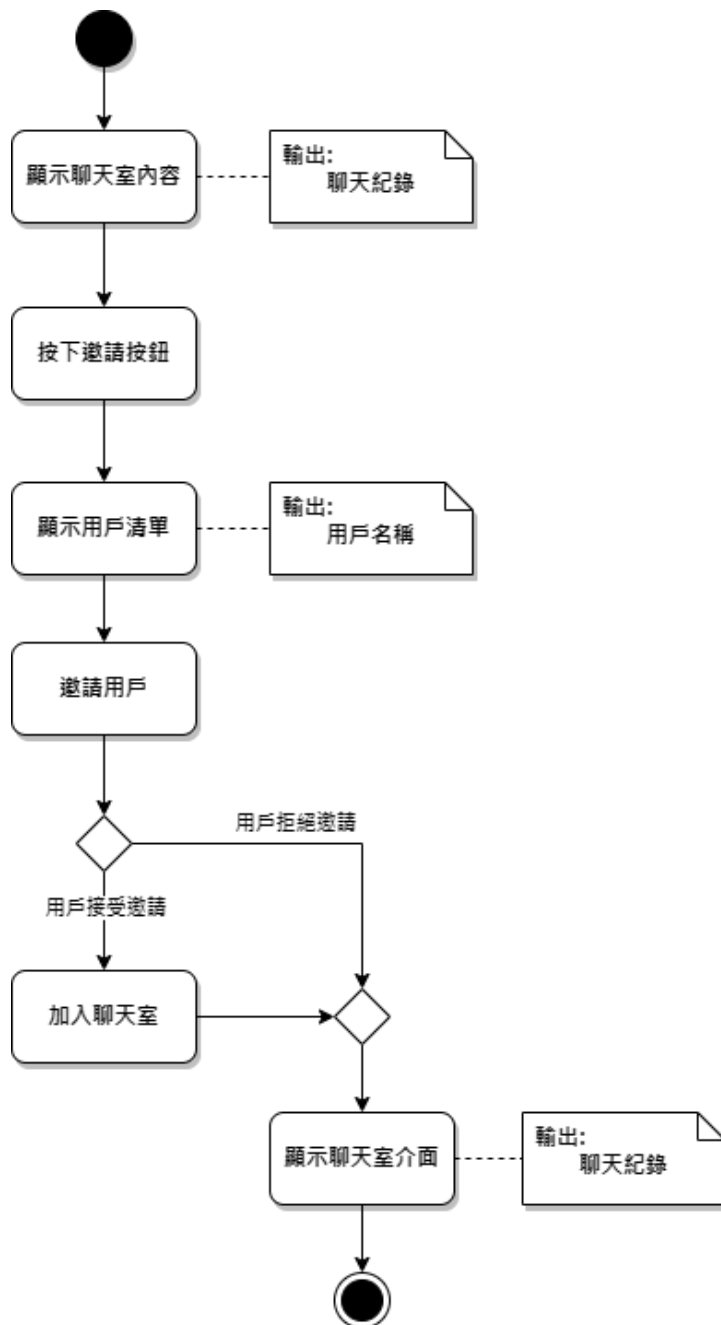 顯示聊天室內容
輸出:
聊天紀錄
按下邀請按鈕
顯示用戶清單
輸出:
用戶名稱
邀請用戶
用戶拒絕邀請
用戶接受邀請
加入聊天室
顯示聊天室介面
輸出:
聊天紀錄